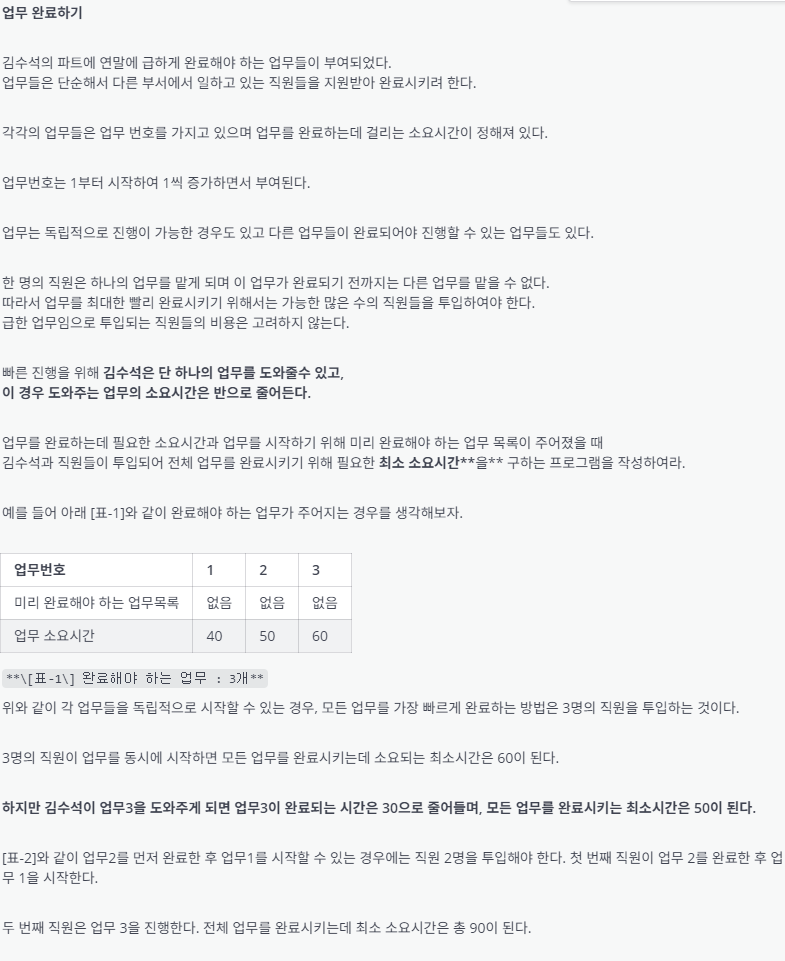 업무 완료하기
김수석의 파트에 연말에 급하게 완료해야 하는 업무들이 부여되었다.
업무들은 단순해서 다른 부서에서 일하고 있는 직원들을 지원받아 완료시키려 한다.
각각의 업무들은 업무 번호를 가지고 있으며 업무를 완료하는데 걸리는 소요시간이 정해져 있다.
업무번호는 1부터 시작하여 1씩 증가하면서 부여된다.
업무는 독립적으로 진행이 가능한 경우도 있고 다른 업무들이 완료되어야 진행할 수 있는 업무들도 있다.
한 명의 직원은 하나의 업무를 맡게 되며 이 업무가 완료되기 전까지는 다른 업무를 맡을 수 없다.
따라서 업무를 최대한 빨리 완료시키기 위해서는 가능한 많은 수의 직원들을 투입하여야 한다.
급한 업무임으로 투입되는 직원들의 비용은 고려하지 않는다.
빠른 진행을 위해 김수석은 단 하나의 업무를 도와줄수 있고,
이 경우 도와주는 업무의 소요시간은 반으로 줄어든다.
업무를 완료하는데 필요한 소요시간과 업무를 시작하기 위해 미리 완료해야 하는 업무 목록이 주어졌을 때
김수석과 직원들이 투입되어 전체 업무를 완료시키기 위해 필요한 최소 소요시간**을** 구하는 프로그램을 작성하여라.
예를 들어 아래 [표-1]와 같이 완료해야 하는 업무가 주어지는 경우를 생각해보자.
업무번호 1 2 3
미리 완료해야 하는 업무목록 없음 없음 없음
업무 소요시간 40 50 60
**\[표-1\] 완료해야 하는 업무 : 3개**
위와 같이 각 업무들을 독립적으로 시작할 수 있는 경우, 모든 업무를 가장 빠르게 완료하는 방법은 3명의 직원을 투입하는 것이다.
3명의 직원이 업무를 동시에 시작하면 모든 업무를 완료시키는데 소요되는 최소시간은 60이 된다.
하지만 김수석이 업무3을 도와주게 되면 업무3이 완료되는 시간은 30으로 줄어들며, 모든 업무를 완료시키는 최소시간은 50이 된다.
[표-2]와 같이 업무2를 먼저 완료한 후 업무1를 시작할 수 있는 경우에는 직원 2명을 투입해야 한다. 첫 번째 직원이 업무 2를 완료한 후 업
무 1을 시작한다.
두 번째 직원은 업무 3을 진행한다. 전체 업무를 완료시키는데 최소 소요시간은 총 90이 된다.